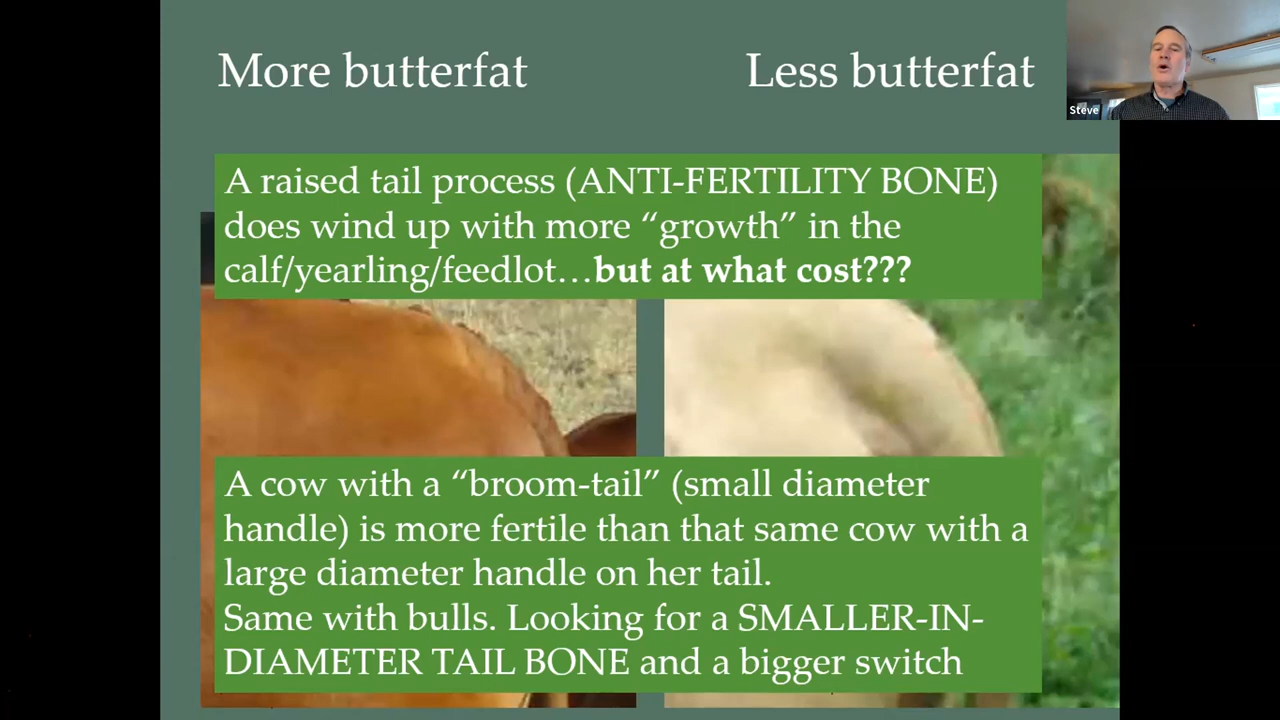 More butterfat
Less butterfat
Steve
A raised tail process (ANTI-FERTILITY BONE)
does wind up with more “growth” in the
calf/yearling/feedlot…but at what cost???
A cow with a “broom-tail” (small diameter
handle) is more fertile than that same cow with a
large diameter handle on her tail.
Same with bulls. Looking for a SMALLER-IN-
DIAMETER TAIL BONE and a bigger switch